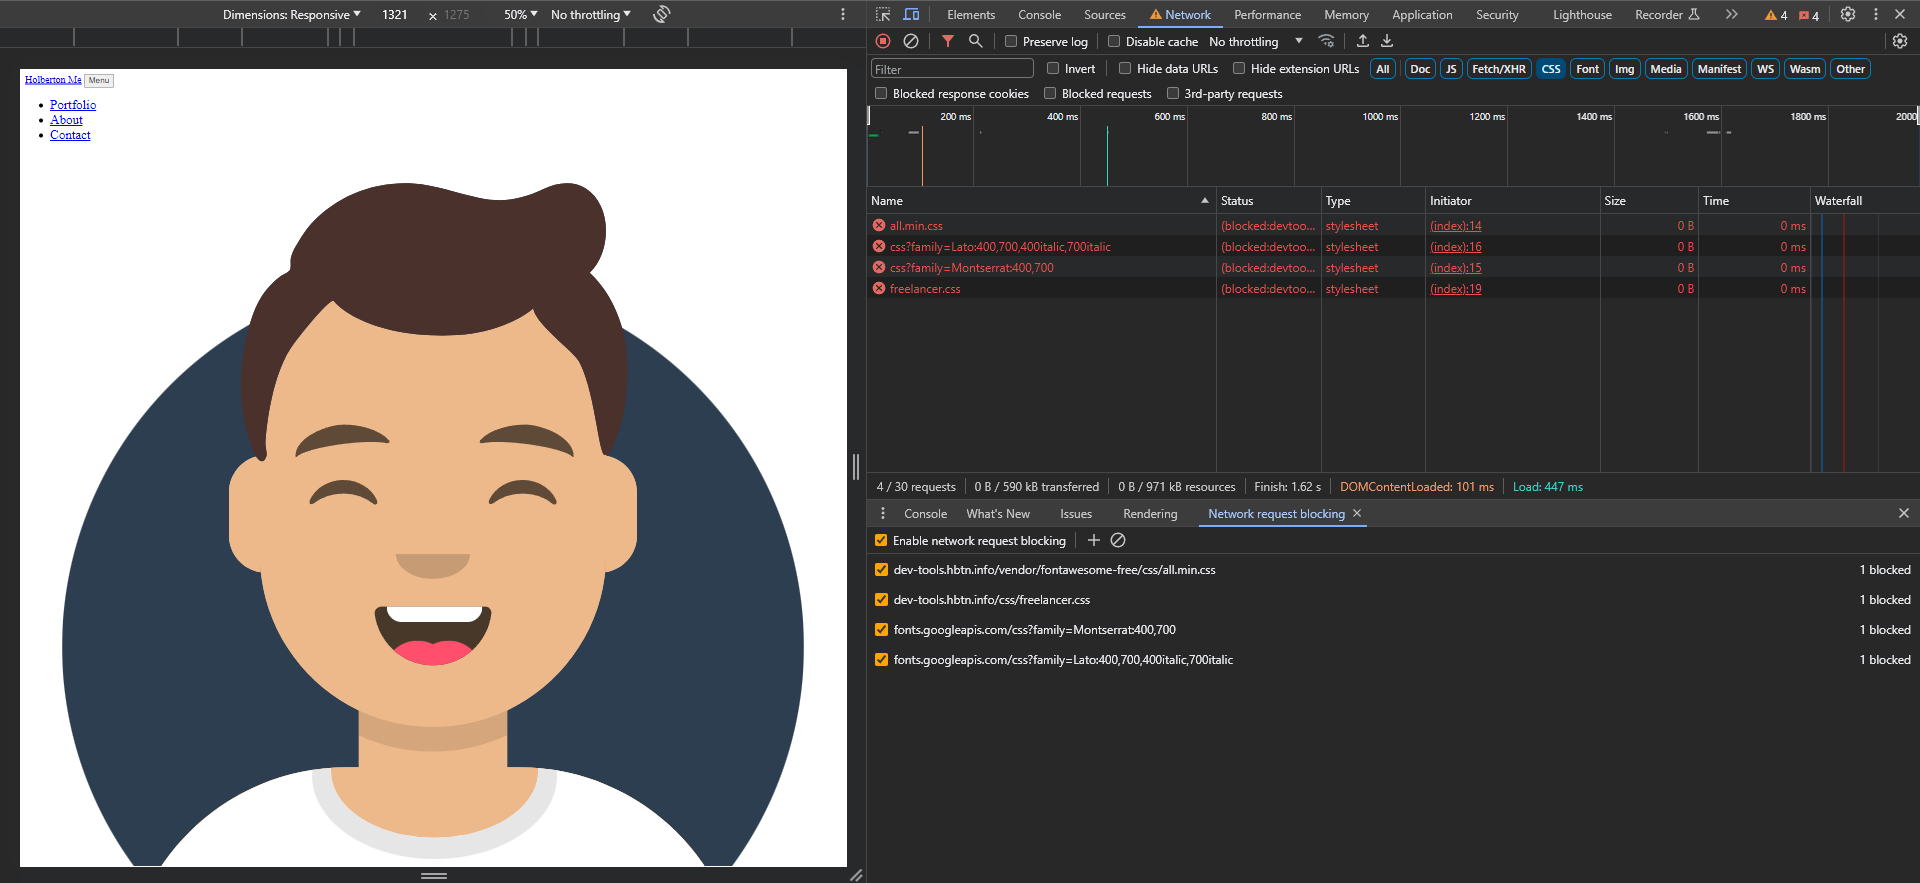 Dimensions: Responsive 1321 × 1275 50% No throttling
Holberton Me Menu
Portfolio
About
Contact
Elements Console Sources Network Performance Memory Application Security Lighthouse Recorder 4 4
Preserve log Disable cache No throttling
Filter Invert Hide data URLs Hide extension URLs All Doc JS Fetch/XHR CSS Font Img Media Manifest WS Wasm Other
Blocked response cookies Blocked requests 3rd-party requests
200 ms 400 ms 600 ms 800 ms 1000 ms 1200 ms 1400 ms 1600 ms 1800 ms 2000
Name Status Type Initiator Size Time Waterfall
all.min.css (blocked:devtoo... stylesheet (index):14 0 B 0 ms
css?family=Lato:400,700,400italic,700italic (blocked:devtoo... stylesheet (index):16 0 B 0 ms
css?family=Montserrat:400,700 (blocked:devtoo... stylesheet (index):15 0 B 0 ms
freelancer.css (blocked:devtoo... stylesheet (index):19 0 B 0 ms
4 / 30 requests 0 B / 590 kB transferred 0 B / 971 kB resources Finish: 1.62 s DOMContentLoaded: 101 ms Load: 447 ms
Console What's New Issues Rendering Network request blocking
Enable network request blocking
dev-tools.hbtn.info/vendor/fontawesome-free/css/all.min.css 1 blocked
dev-tools.hbtn.info/css/freelancer.css 1 blocked
fonts.googleapis.com/css?family=Montserrat:400,700 1 blocked
fonts.googleapis.com/css?family=Lato:400,700,400italic,700italic 1 blocked